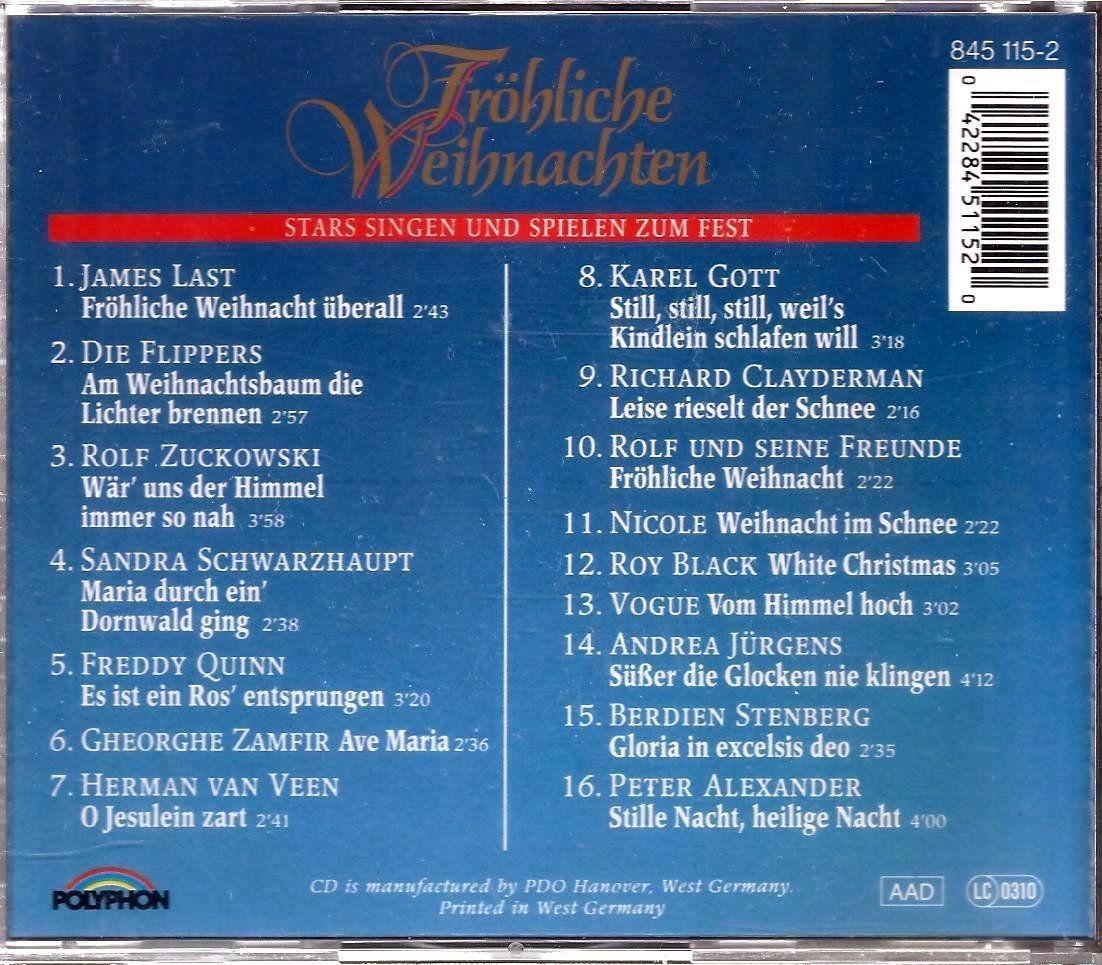 845 115-2
Fröhliche
Weihnachten
0 42284 51152 0
STARS SINGEN UND SPIELEN ZUM FEST
1. JAMES LAST
Fröhliche Weihnacht überall 2'43
2. DIE FLIPPERS
Am Weihnachtsbaum die
Lichter brennen 2'57
3. ROLF ZUCKOWSKI
Wär' uns der Himmel
immer so nah 3'58
4. SANDRA SCHWARZHAUPT
Maria durch ein'
Dornwald ging 2'38
5. FREDDY QUINN
Es ist ein Ros' entsprungen 3'20
6. GHEORGHE ZAMFIR Ave Maria 2'36
7. HERMAN VAN VEEN
O Jesulein zart 2'41
8. KAREL GOTT
Still, still, still, weil's
Kindlein schlafen will 3'18
9. RICHARD CLAYDERMAN
Leise rieselt der Schnee 2'16
10. ROLF UND SEINE FREUNDE
Fröhliche Weihnacht 2'22
11. NICOLE Weihnacht im Schnee 2'22
12. ROY BLACK White Christmas 3'05
13. VOGUE Vom Himmel hoch 3'02
14. ANDREA JÜRGENS
Süßer die Glocken nie klingen 4'12
15. BERDIEN STENBERG
Gloria in excelsis deo 2'35
16. PETER ALEXANDER
Stille Nacht, heilige Nacht 4'00
POLYPHON
CD is manufactured by PDO Hanover, West Germany.
Printed in West Germany
AAD
LC 0310